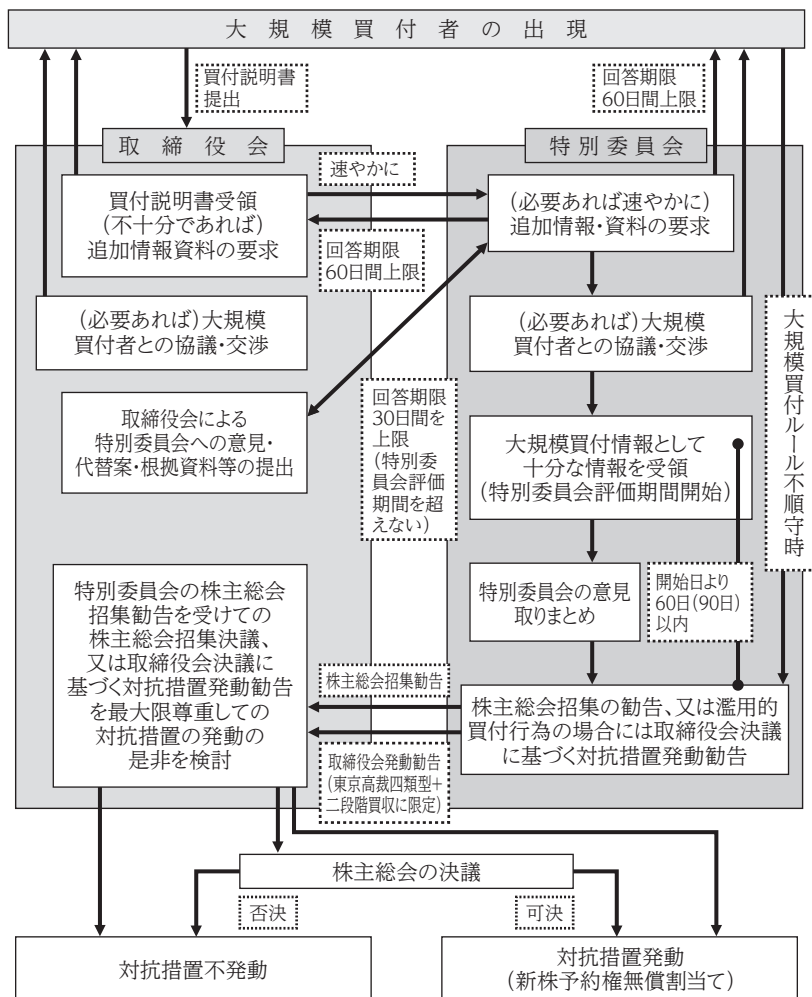 大規模買付者の出現
買付説明書
提出
回答期限
60日間上限
取締役会
特別委員会
買付説明書受領
(不十分であれば)
追加情報資料の要求
速やかに
回答期限
60日間上限
(必要あれば速やかに)
追加情報・資料の要求
(必要あれば)大規模
買付者との協議・交渉
(必要あれば)大規模
買付者との協議・交渉
大規模買付ルール不順守時
取締役会による
特別委員会への意見・
代替案・根拠資料等の提出
回答期限
30日間を
上限
(特別委
員会評価
期間を超
えない)
大規模買付情報として
十分な情報を受領
(特別委員会評価期間開始)
特別委員会の意見
取りまとめ
開始日より
60日(90日)
以内
特別委員会の株主総会
招集勧告を受けての
株主総会招集決議、
又は取締役会決議に
基づく対抗措置発動勧告
を最大限尊重しての
対抗措置の発動の
是非を検討
株主総会招集勧告
取締役会発動勧告
(東京高裁四類型+
二段階買収に限定)
株主総会招集の勧告、又は濫用的
買付行為の場合には取締役会決議
に基づく対抗措置発動勧告
株主総会の決議
否決
可決
対抗措置不発動
対抗措置発動
(新株予約権無償割当て)